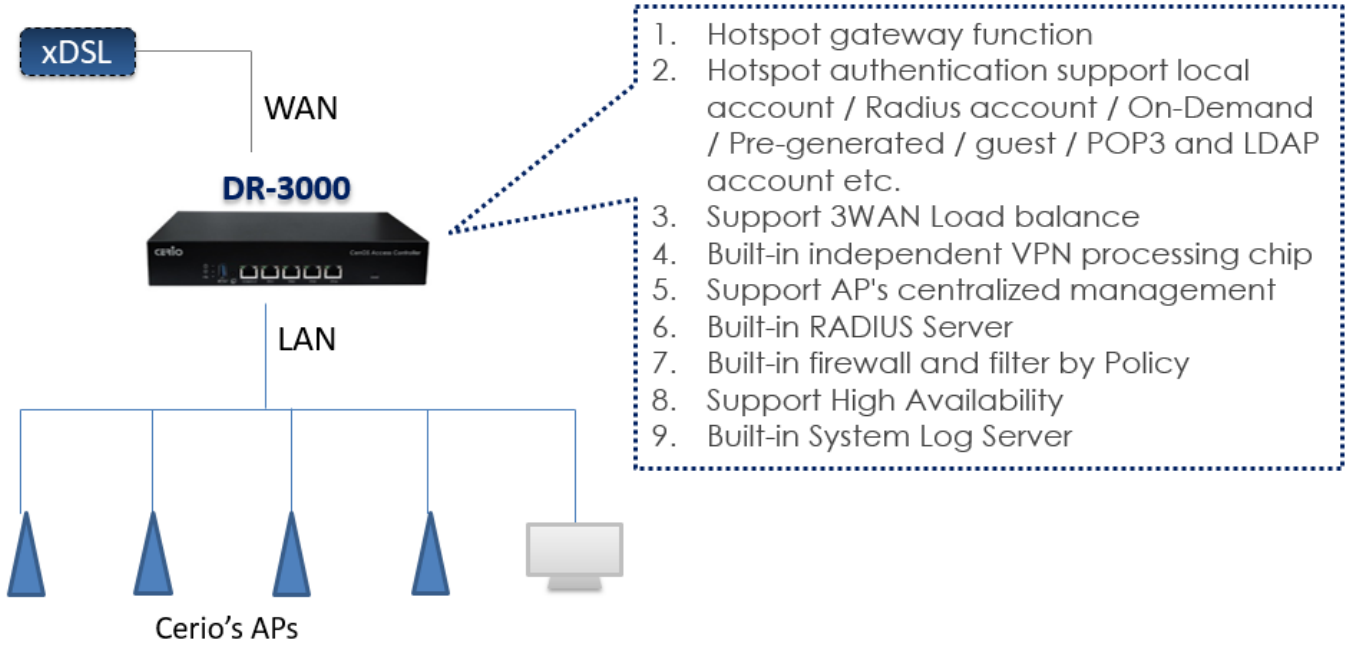 xDSL
WAN
DR-3000
CERIO
CenOS Access Controller
LAN
Cerio's APs
1. Hotspot gateway function
2. Hotspot authentication support local
account / Radius account / On-Demand
/ Pre-generated / guest / POP3 and LDAP
account etc.
3. Support 3WAN Load balance
4. Built-in independent VPN processing chip
5. Support AP's centralized management
6. Built-in RADIUS Server
7. Built-in firewall and filter by Policy
8. Support High Availability
9. Built-in System Log Server